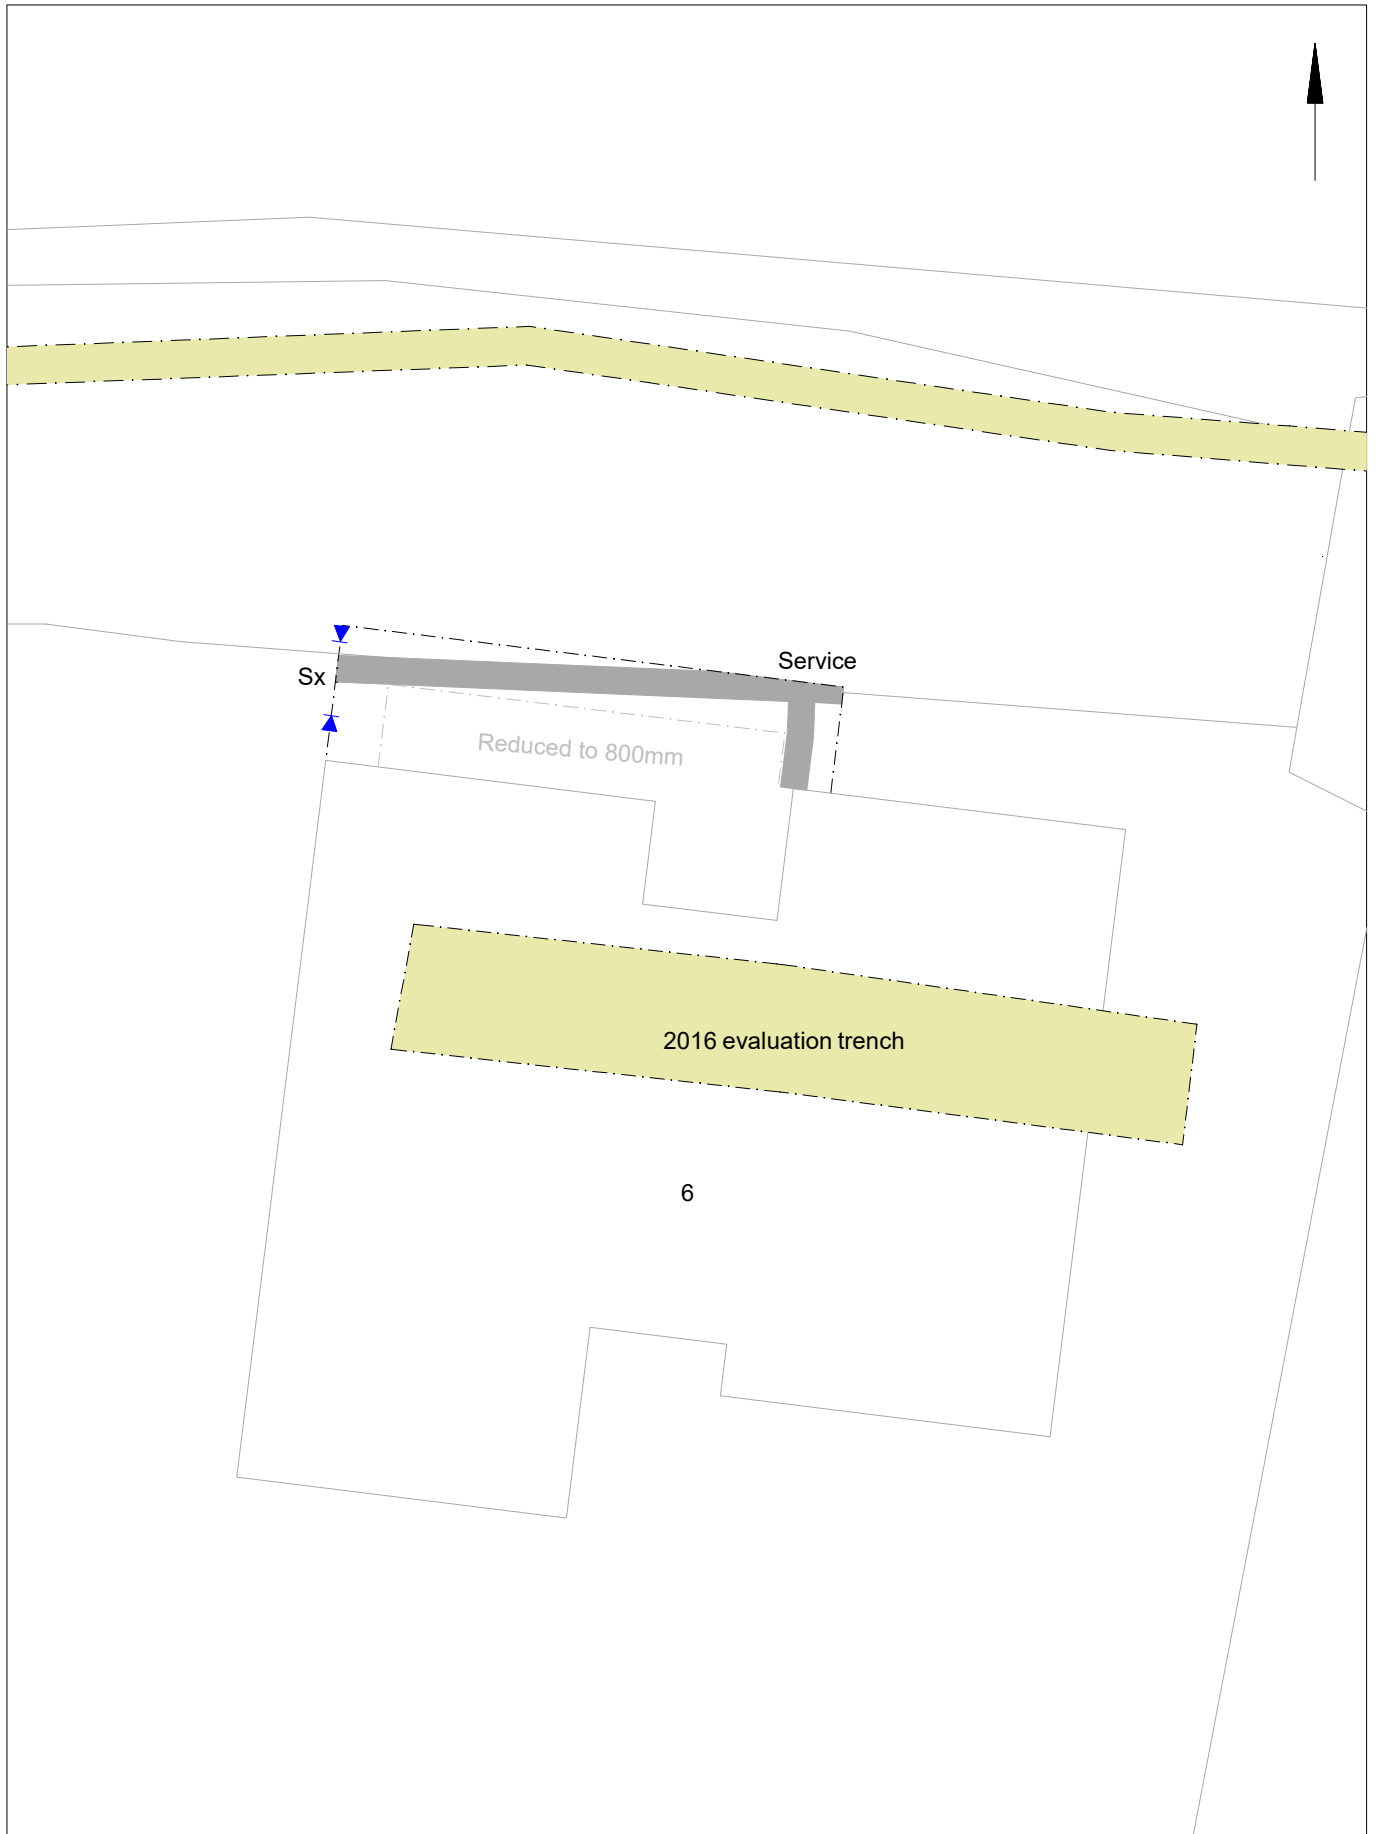 Service
Sx
Reduced to 800mm
2016 evaluation trench
6